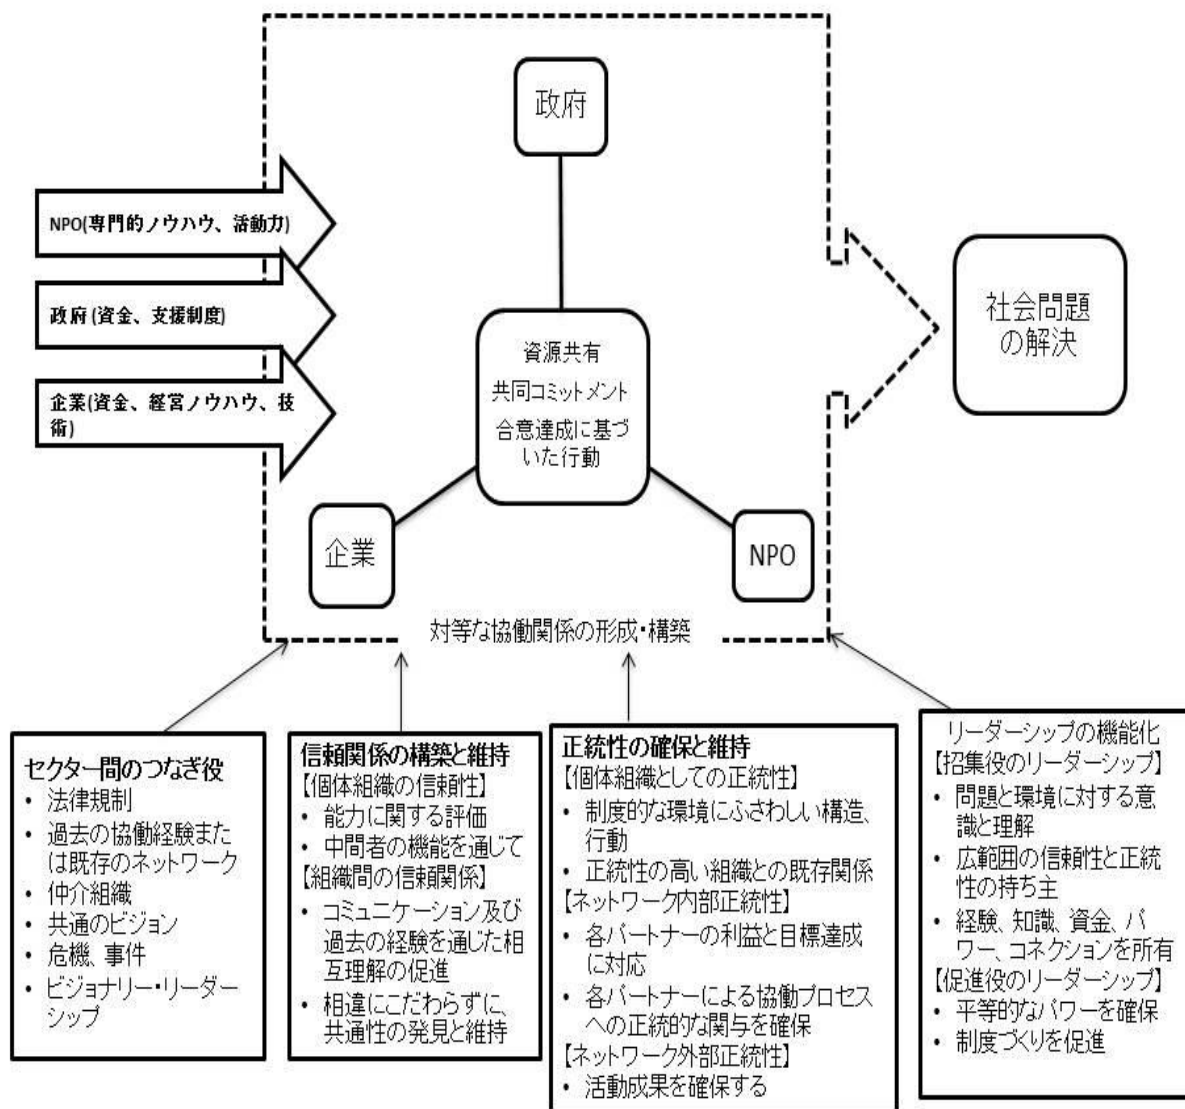 政府
NPO(専門的ノウハウ、活動力)
政府 (資金、支援制度)
企業(資金、経営ノウハウ、技
術)
資源共有
共同コミットメント
合意達成に基づ
いた行動
社会問題
の解決
企業
NPO
対等な協働関係の形成・構築
セクター間のつなぎ役
• 法律規制
• 過去の協働経験また
は既存のネットワーク
• 仲介組織
• 共通のビジョン
• 危機、事件
• ビジョナリー・リーダー
シップ
信頼関係の構築と維持
【個体組織の信頼性】
• 能力に関する評価
• 中間者の機能を通じて
【組織間の信頼関係】
• コミュニケーション及び
過去の経験を通じた相
互理解の促進
• 相違にこだわらずに、
共通性の発見と維持
正統性の確保と維持
【個体組織としての正統性】
• 制度的な環境にふさわしい構造、
行動
• 正統性の高い組織との既存関係
【ネットワーク内部正統性】
• 各パートナーの利益と目標達成
に対応
• 各パートナーによる協働プロセス
への正統的な関与を確保
【ネットワーク外部正統性】
• 活動成果を確保する
リーダーシップの機能化
【招集役のリーダーシップ】
• 問題と環境に対する意
識と理解
• 広範囲の信頼性と正統
性の持ち主
• 経験、知識、資金、パ
ワー、コネクションを所有
【促進役のリーダーシップ】
• 平等的なパワーを確保
• 制度づくりを促進